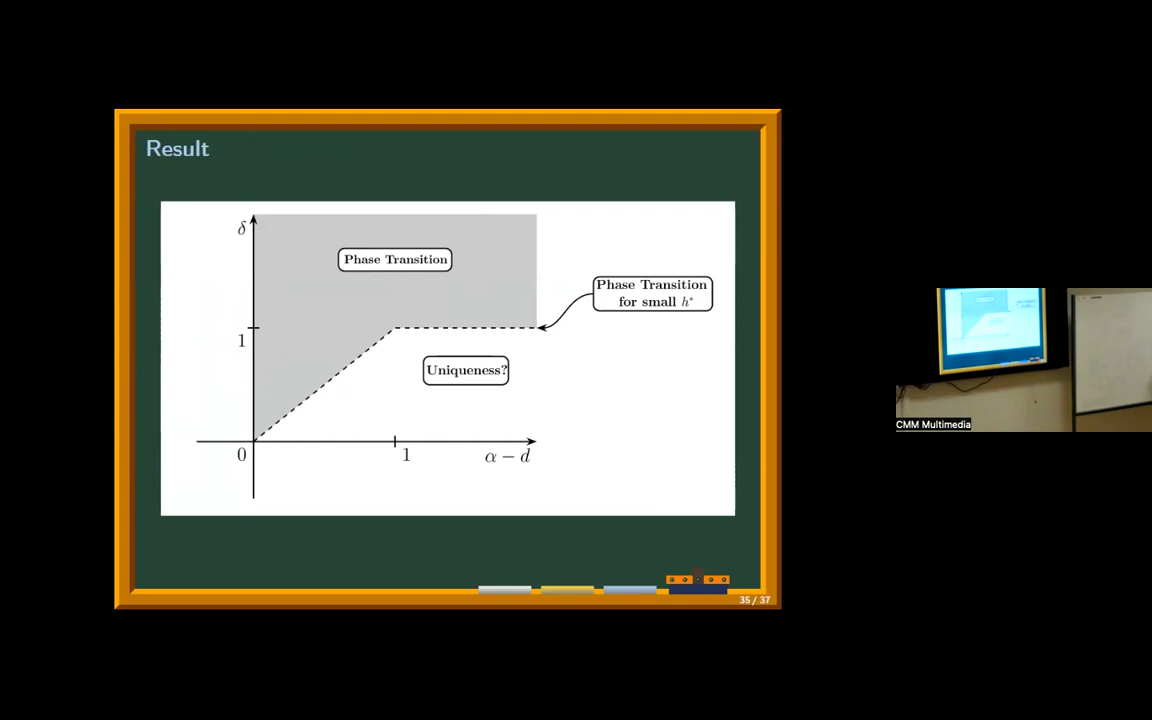 Result
δ
Phase Transition
Phase Transition
for small h*
1
Uniqueness?
0
1
α − d
CMM Multimedia
35 / 37